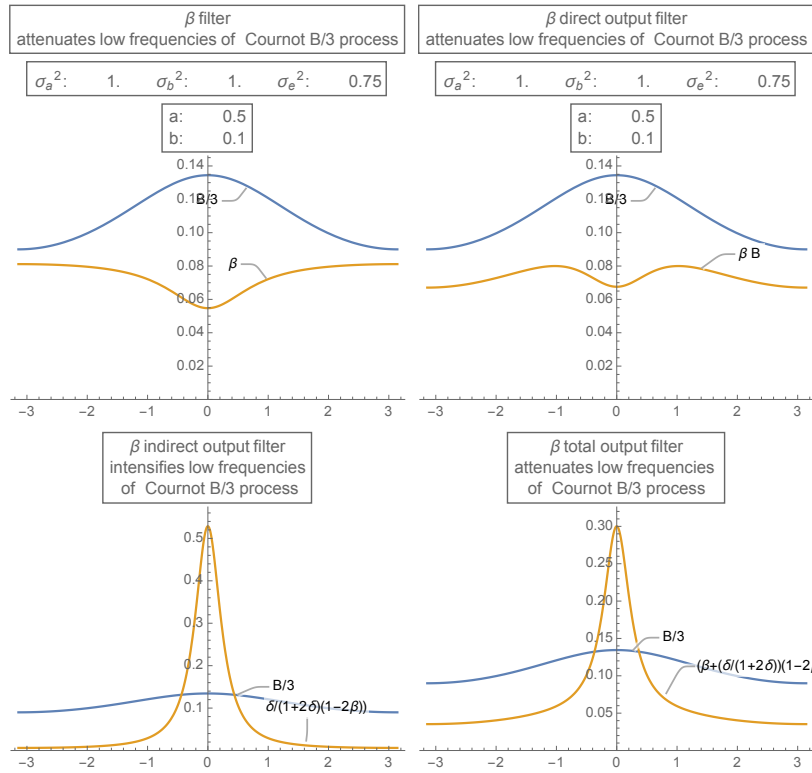 β filter
attenuates low frequencies of Cournot B/3 process
σa²: 1. σb²: 1. σe²: 0.75
a: 0.5
b: 0.1
0.14
0.12
0.10
0.08
0.06
0.04
0.02
B/3
β
−3 −2 −1 0 1 2 3
β direct output filter
attenuates low frequencies of Cournot B/3 process
σa²: 1. σb²: 1. σe²: 0.75
a: 0.5
b: 0.1
0.14
0.12
0.10
0.08
0.06
0.04
0.02
B/3
β B
−3 −2 −1 0 1 2 3
β indirect output filter
intensifies low frequencies
of Cournot B/3 process
0.5
0.4
0.3
0.2
0.1
B/3
δ/(1+2δ)(1−2β))
−3 −2 −1 0 1 2 3
β total output filter
attenuates low frequencies
of Cournot B/3 process
0.30
0.25
0.20
0.15
0.10
0.05
B/3
(β+(δ/(1+2δ))(1−2
−3 −2 −1 0 1 2 3